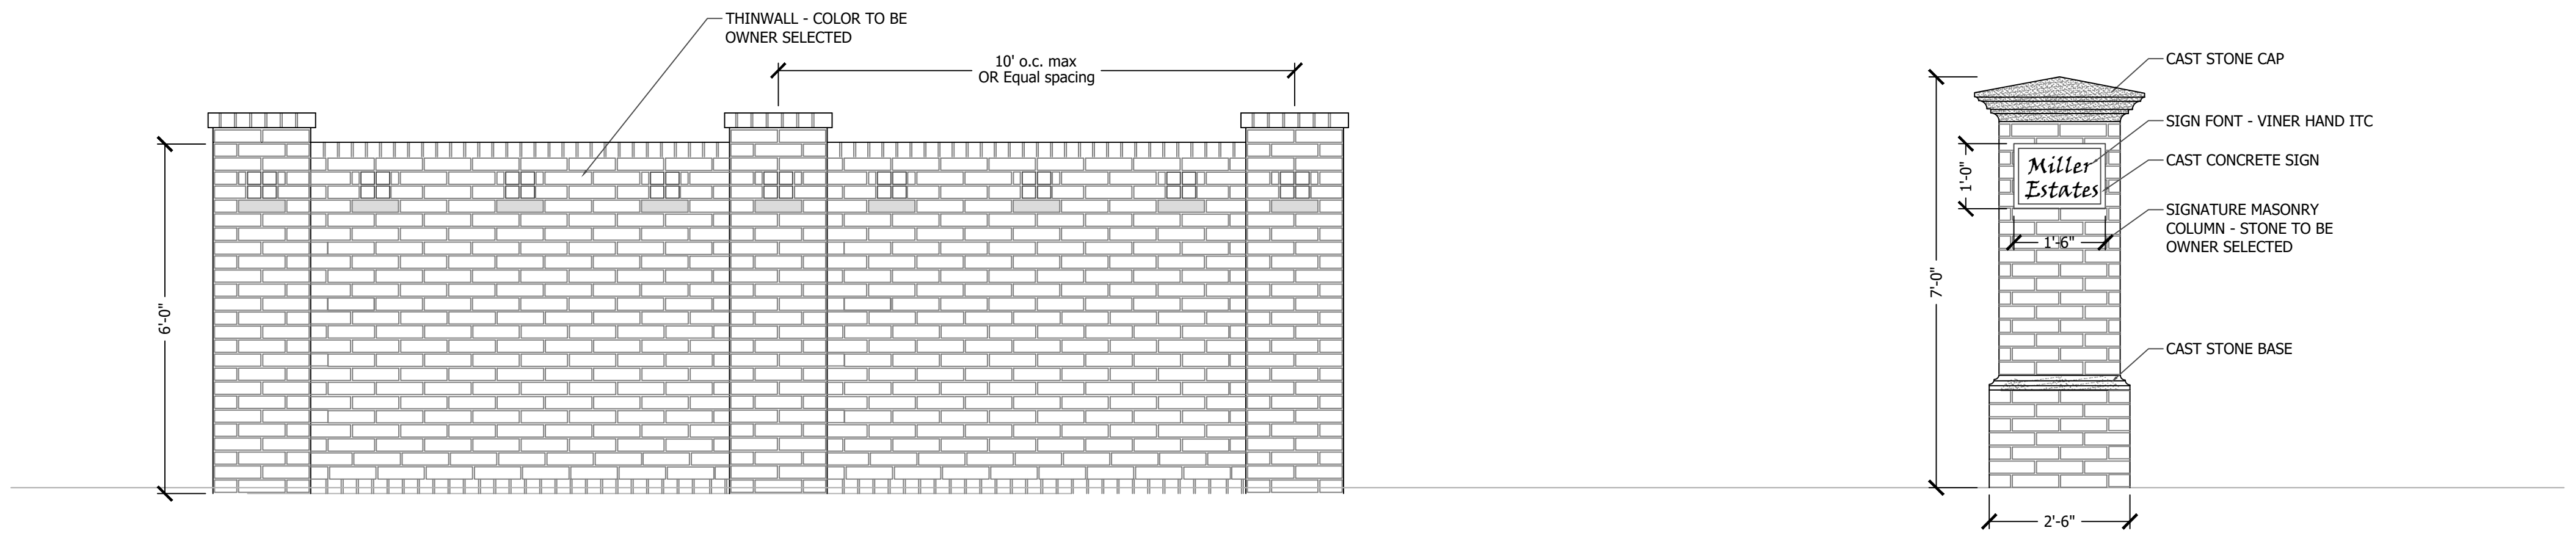 THINWALL - COLOR TO BE
OWNER SELECTED
10' o.c. max
OR Equal spacing
6'-0"
CAST STONE CAP
SIGN FONT - VINER HAND ITC
CAST CONCRETE SIGN
SIGNATURE MASONRY
COLUMN - STONE TO BE
OWNER SELECTED
CAST STONE BASE
Miller
Estates
1'-0"
1'-6"
7'-0"
2'-6"